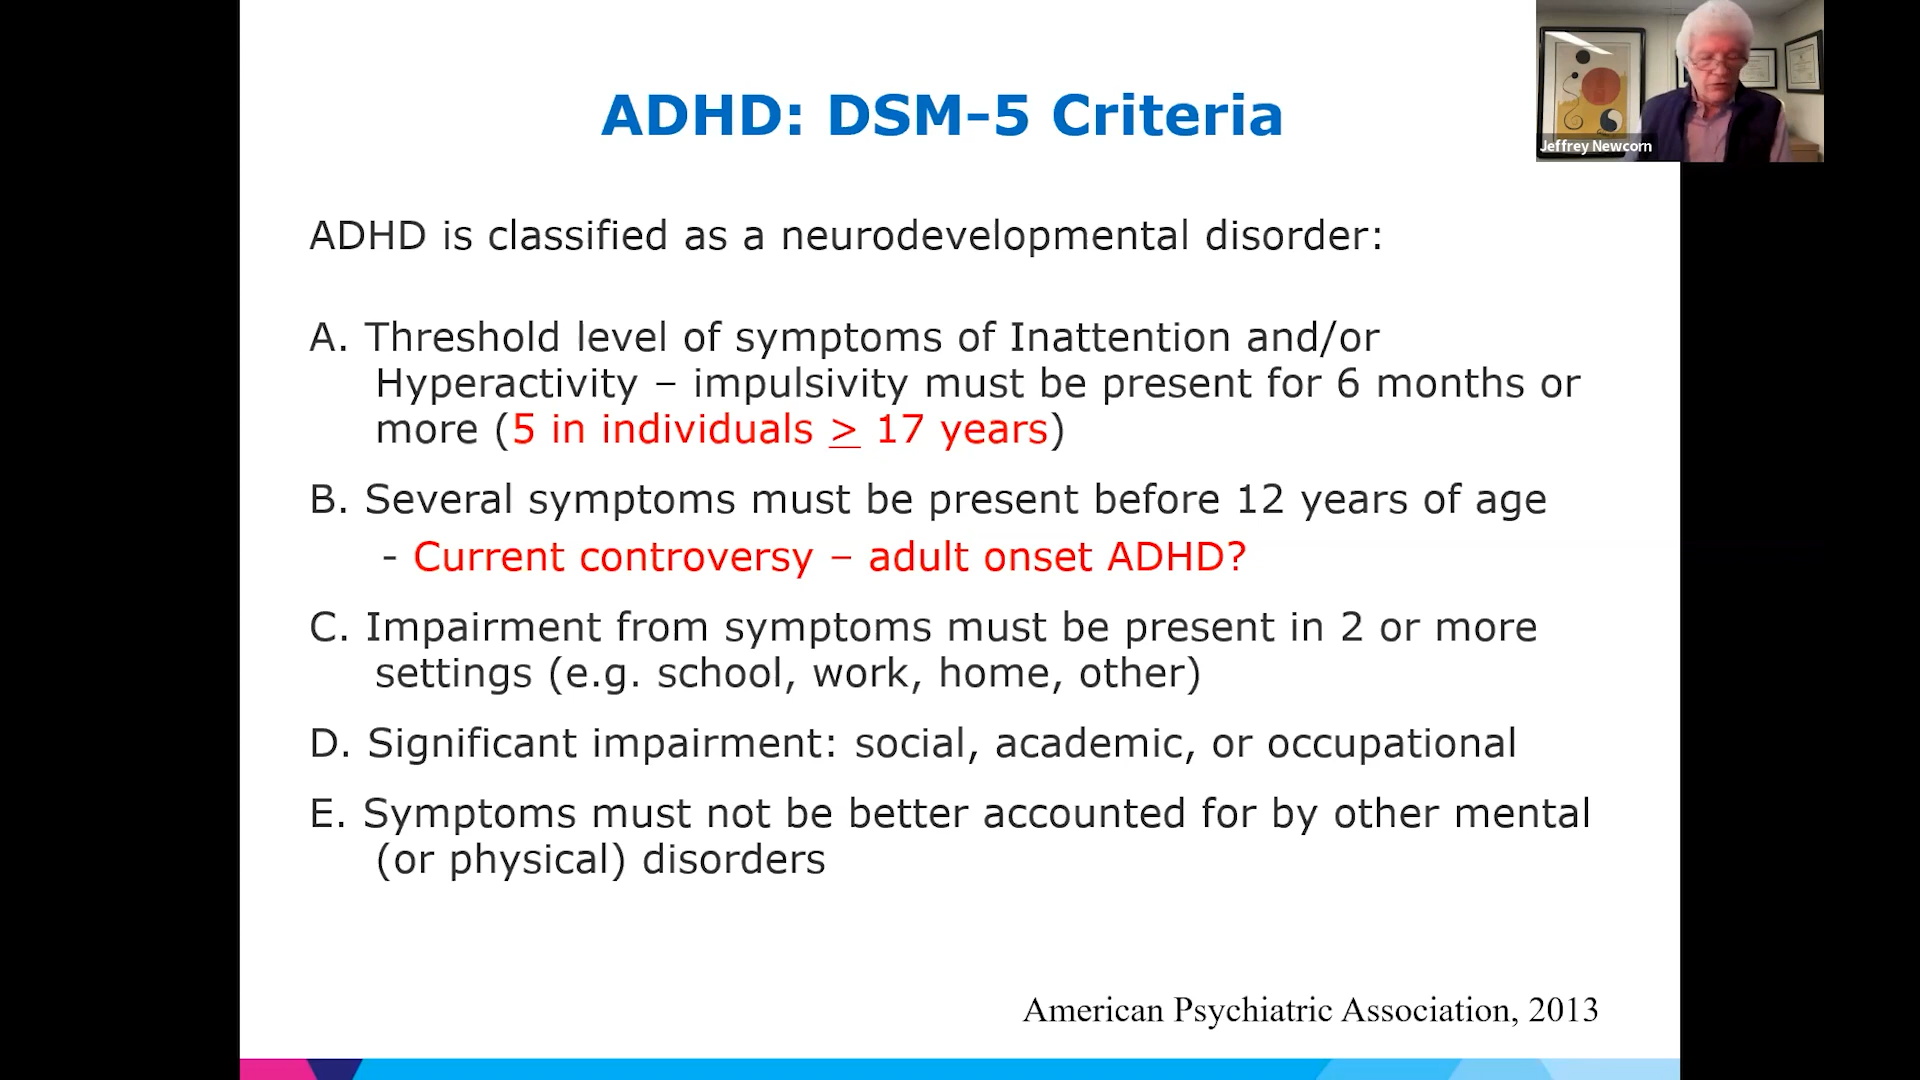 ADHD: DSM-5 Criteria
Jeffrey Newcorn
ADHD is classified as a neurodevelopmental disorder:
A. Threshold level of symptoms of Inattention and/or
Hyperactivity – impulsivity must be present for 6 months or
more (5 in individuals ≥ 17 years)
B. Several symptoms must be present before 12 years of age
- Current controversy – adult onset ADHD?
C. Impairment from symptoms must be present in 2 or more
settings (e.g. school, work, home, other)
D. Significant impairment: social, academic, or occupational
E. Symptoms must not be better accounted for by other mental
(or physical) disorders
American Psychiatric Association, 2013